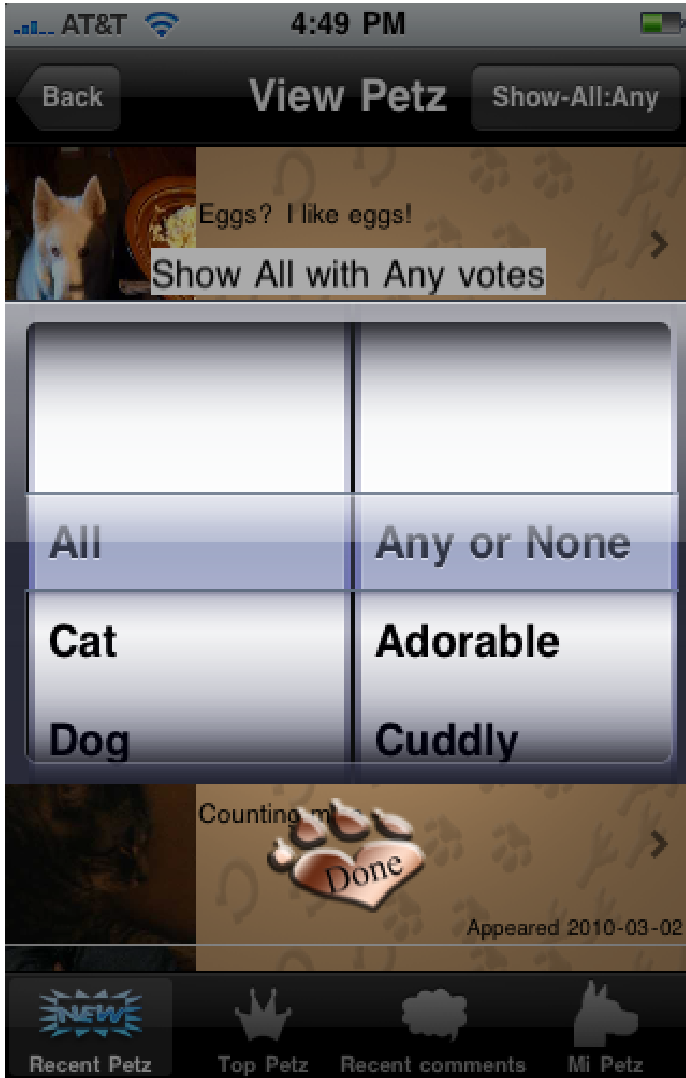 AT&T 4:49 PM
Back View Petz Show-All:Any
Eggs? I like eggs!
Show All with Any votes
All Any or None
Cat Adorable
Dog Cuddly
Counting
Done
Appeared 2010-03-02
NEW
Recent Petz Top Petz Recent comments Mi Petz